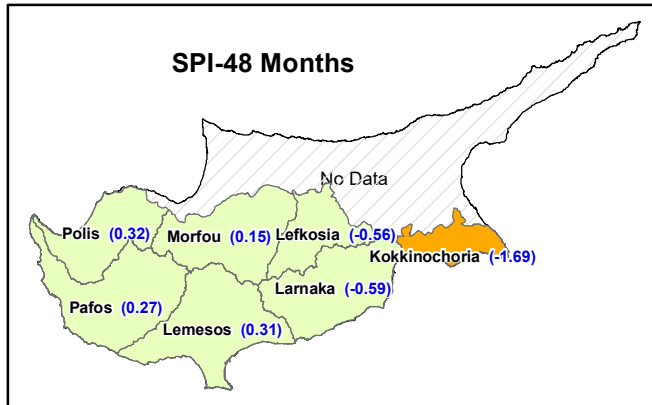 SPI-48 Months
No Data
Polis (0.32)
Morfou (0.15)
Lefkosia (-0.56)
Kokkinochoria (-1.69)
Larnaka (-0.59)
Pafos (0.27)
Lemesos (0.31)